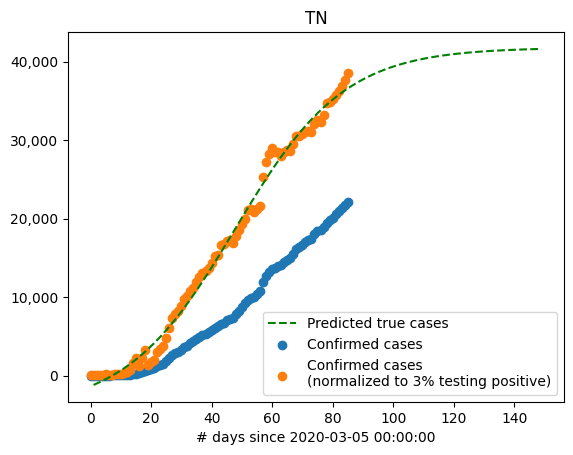 TN
40,000
30,000
20,000
10,000
0
Predicted true cases
Confirmed cases
Confirmed cases
(normalized to 3% testing positive)
0 20 40 60 80 100 120 140
# days since 2020-03-05 00:00:00